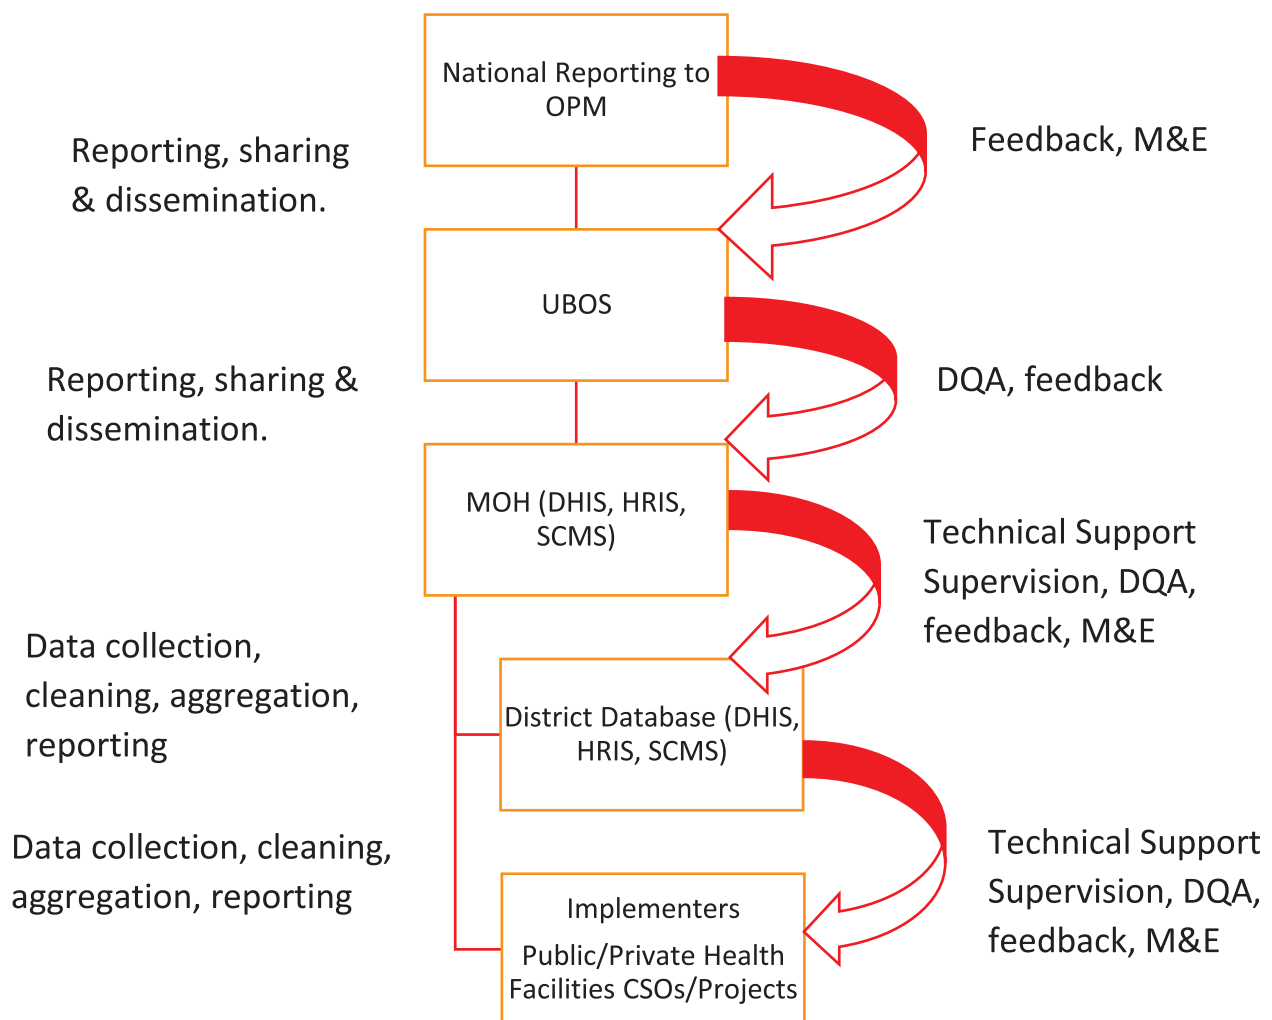 National Reporting to
OPM
Reporting, sharing
& dissemination.
Feedback, M&E
UBOS
Reporting, sharing &
dissemination.
DQA, feedback
MOH (DHIS, HRIS,
SCMS)
Technical Support
Supervision, DQA,
feedback, M&E
Data collection,
cleaning, aggregation,
reporting
District Database (DHIS,
HRIS, SCMS)
Data collection, cleaning,
aggregation, reporting
Technical Support
Supervision, DQA,
feedback, M&E
Implementers
Public/Private Health
Facilities CSOs/Projects